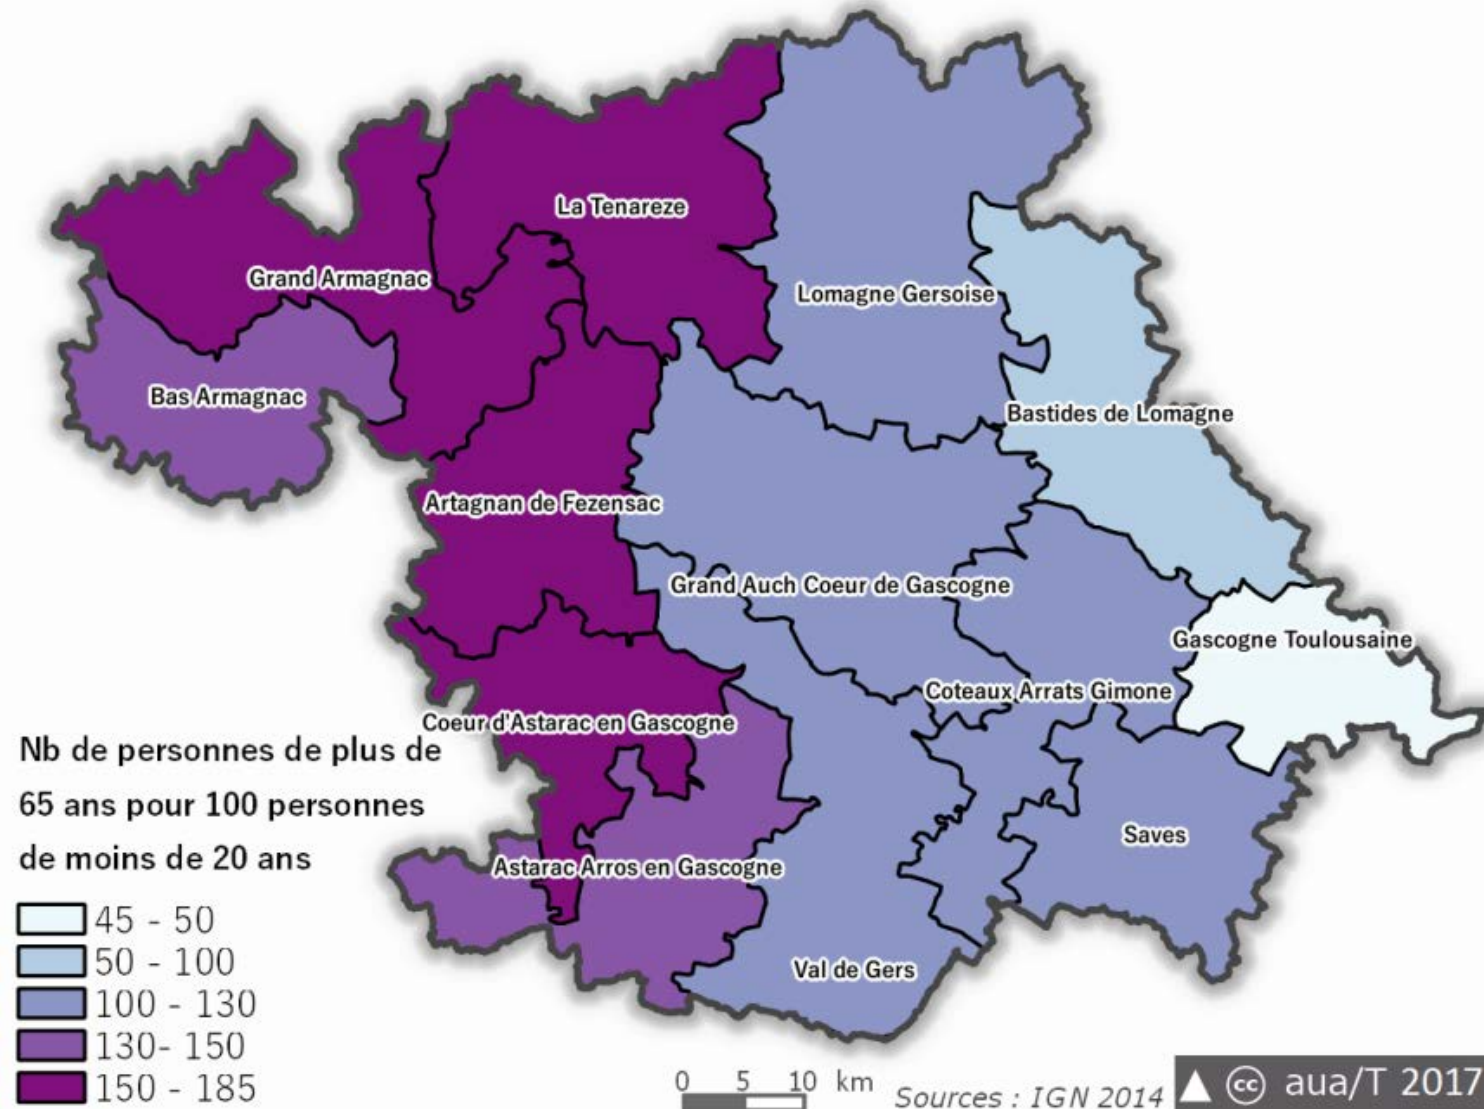 La Tenareze
Grand Armagnac
Lomagne Gersoise
Bas Armagnac
Bastides de Lomagne
Artagnan de Fezensac
Grand Auch Coeur de Gascogne
Gascogne Toulousaine
Coteaux Arrats Gimone
Coeur d'Astarac en Gascogne
Saves
Astarac Arros en Gascogne
Val de Gers
Nb de personnes de plus de
65 ans pour 100 personnes
de moins de 20 ans
45 - 50
50 - 100
100 - 130
130- 150
150 - 185
0 5 10 km
Sources : IGN 2014
cc aua/T 2017